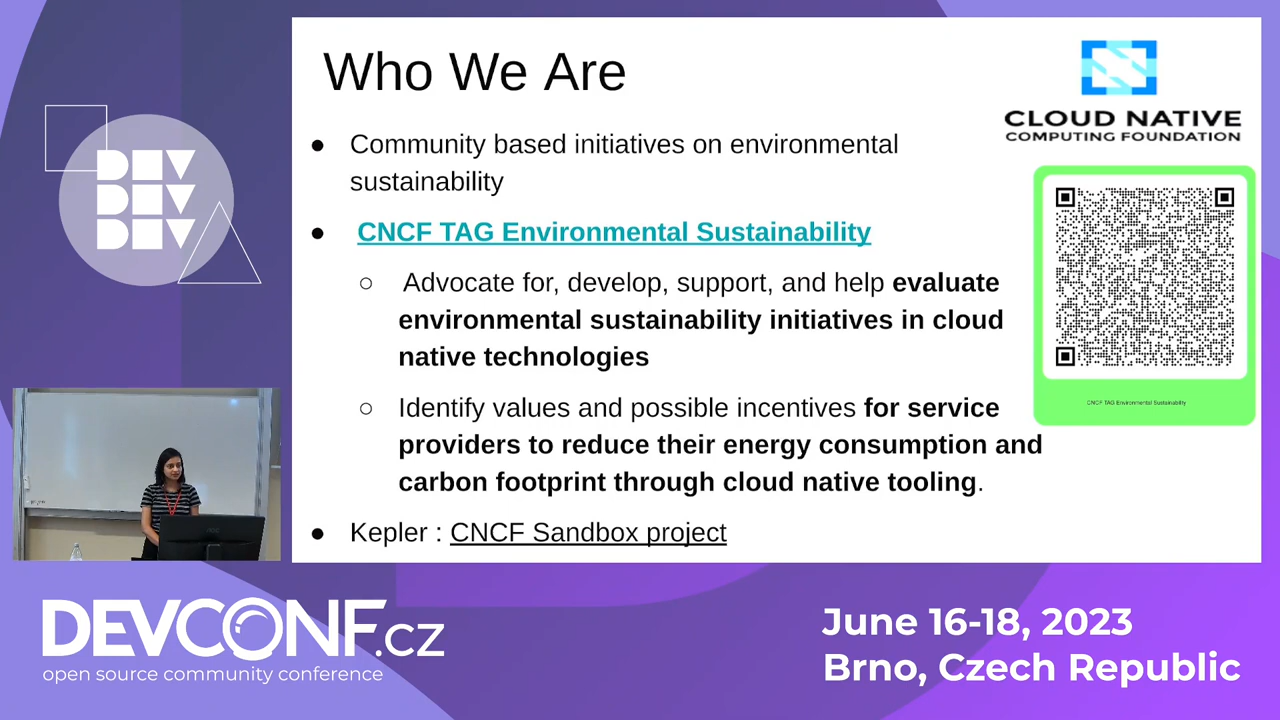 Who We Are
CLOUD NATIVE
COMPUTING FOUNDATION
● Community based initiatives on environmental
sustainability
● CNCF TAG Environmental Sustainability
○ Advocate for, develop, support, and help evaluate
environmental sustainability initiatives in cloud
native technologies
○ Identify values and possible incentives for service
providers to reduce their energy consumption and
carbon footprint through cloud native tooling.
● Kepler : CNCF Sandbox project
CNCF TAG Environmental Sustainability
DEV
DEV
DEV
DEVCONF.CZ
open source community conference
June 16-18, 2023
Brno, Czech Republic